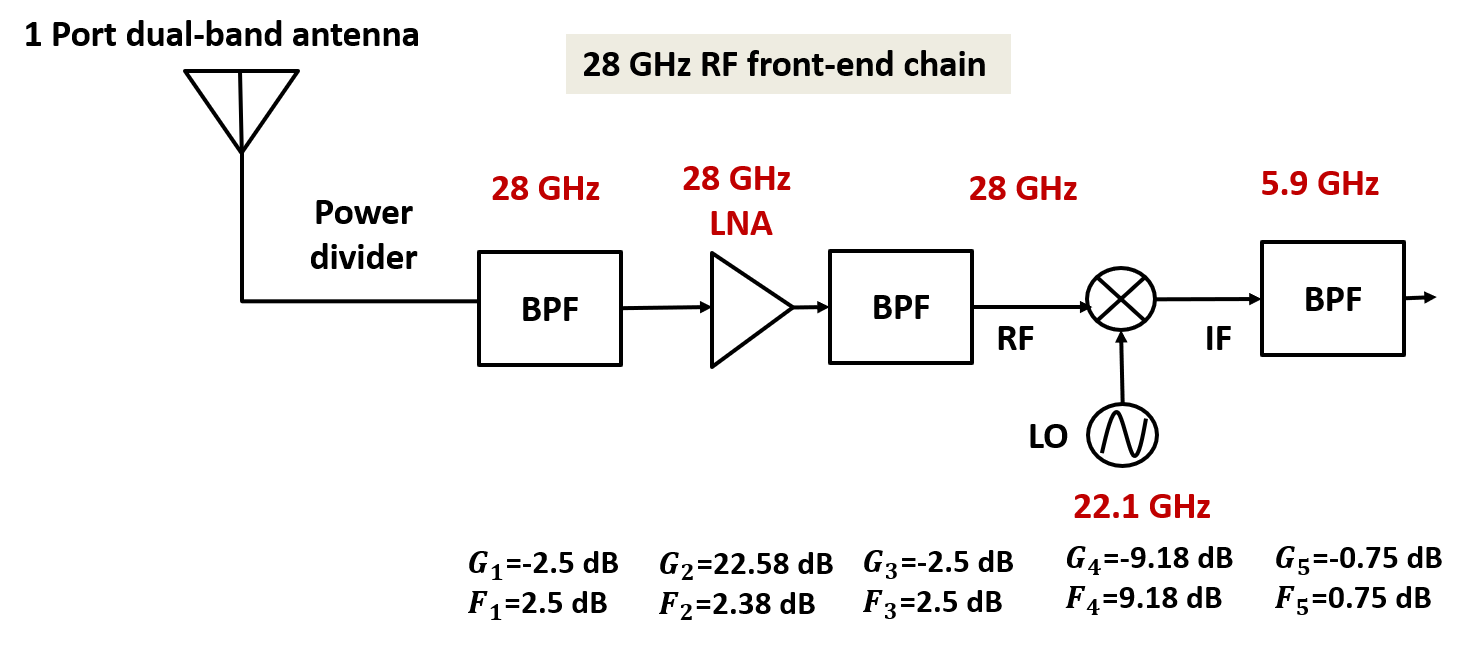 1 Port dual-band antenna
28 GHz RF front-end chain
28 GHz
28 GHz
LNA
28 GHz
5.9 GHz
Power
divider
BPF
BPF
BPF
RF
IF
LO
22.1 GHz
G₁=-2.5 dB
F₁=2.5 dB
G₂=22.58 dB
F₂=2.38 dB
G₃=-2.5 dB
F₃=2.5 dB
G₄=-9.18 dB
F₄=9.18 dB
G₅=-0.75 dB
F₅=0.75 dB